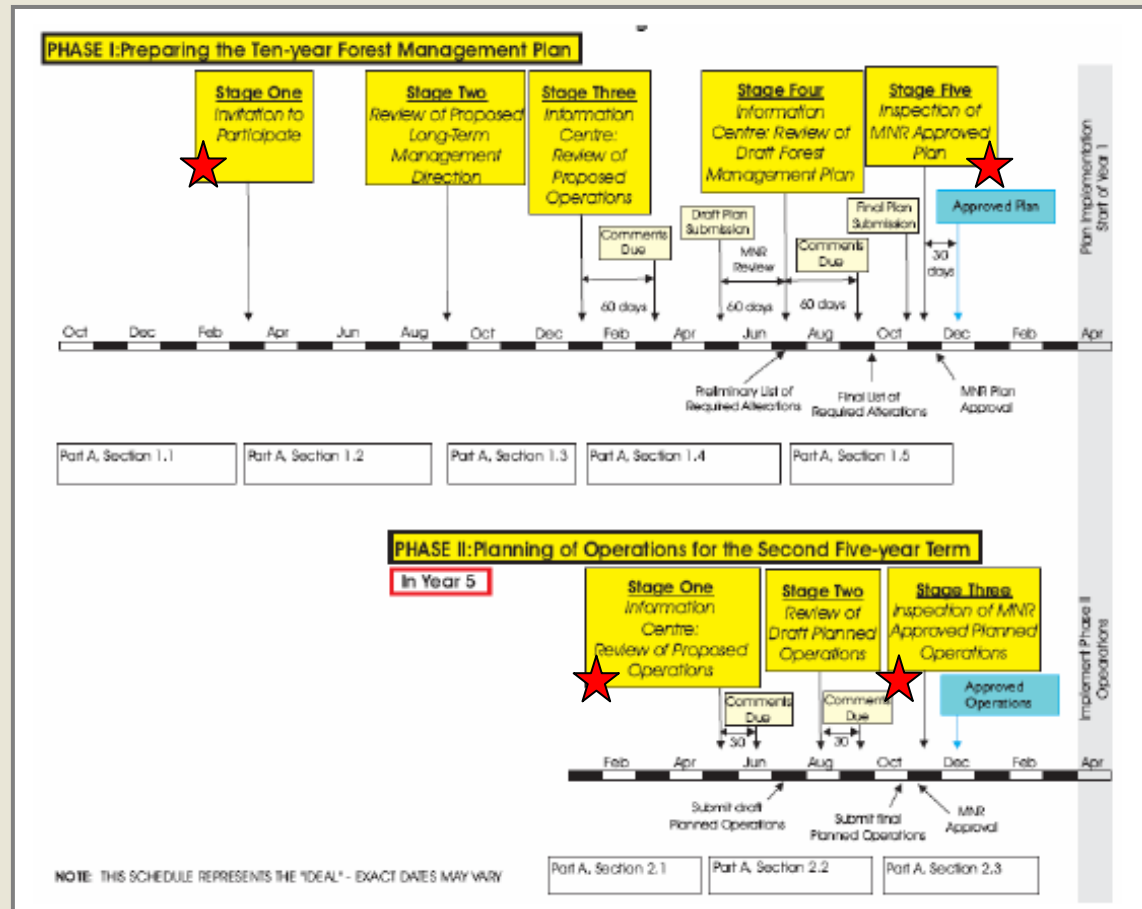 PHASE I:Preparing the Ten-year Forest Management Plan
Stage One
Invitation to
Participate
Stage Two
Review of Proposed
Long-Term
Management
Direction
Stage Three
Information
Centre:
Review of
Proposed
Operations
Stage Four
Information
Centre: Review of
Draft Forest
Management Plan
Stage Five
Inspection of
MNR Approved
Plan
Comments
Due
60 days
Draft Plan
Submission
MNR
Review
60 days
Comments
Due
60 days
Final Plan
Submission
30
days
Approved Plan
Plan Implementation
Start of Year 1
Oct Dec Feb Apr Jun Aug Oct Dec Feb Apr Jun Aug Oct Dec Feb Apr
Preliminary List of
Required Alterations
Final List of
Required Alterations
MNR Plan
Approval
Part A, Section 1.1
Part A, Section 1.2
Part A, Section 1.3
Part A, Section 1.4
Part A, Section 1.5
PHASE II:Planning of Operations for the Second Five-year Term
In Year 5
Stage One
Information
Centre:
Review of Proposed
Operations
Stage Two
Review of
Draft Planned
Operations
Stage Three
Inspection of MNR
Approved Planned
Operations
Comments
Due
30
Comments
Due
30
Approved
Operations
Implement Phase II
Operations
Feb Apr Jun Aug Oct Dec Feb Apr
Submit draft
Planned Operations
Submit final
Planned Operations
MNR
Approval
Part A, Section 2.1
Part A, Section 2.2
Part A, Section 2.3
NOTE: THIS SCHEDULE REPRESENTS THE "IDEAL" - EXACT DATES MAY VARY